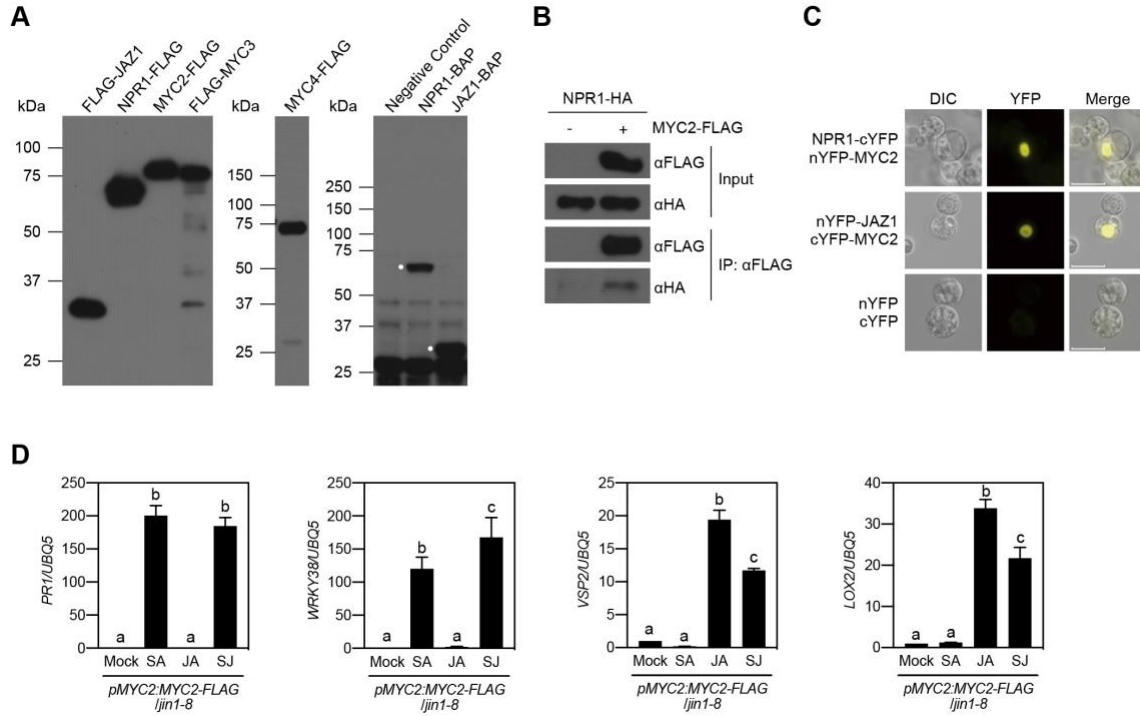 A
FLAG-JAZ1
NPR1-FLAG
MYC2-FLAG
FLAG-MYC3
kDa
100
75
50
37
25
MYC4-FLAG
kDa
150
100
75
50
37
25
Negative Control
NPR1-BAP
JAZ1-BAP
kDa
250
150
100
75
50
37
25
B
NPR1-HA
- + MYC2-FLAG
αFLAG
αHA
Input
αFLAG
αHA
IP: αFLAG
C
DIC YFP Merge
NPR1-cYFP
nYFP-MYC2
nYFP-JAZ1
cYFP-MYC2
nYFP
cYFP
D
PR1/UBQ5
250
200
150
100
50
0
a b a b
Mock SA JA SJ
pMYC2:MYC2-FLAG
/jin1-8
WRKY38/UBQ5
250
200
150
100
50
0
a b a c
Mock SA JA SJ
pMYC2:MYC2-FLAG
/jin1-8
VSP2/UBQ5
25
20
15
10
5
0
a a b c
Mock SA JA SJ
pMYC2:MYC2-FLAG
/jin1-8
LOX2/UBQ5
40
30
20
10
0
a a b c
Mock SA JA SJ
pMYC2:MYC2-FLAG
/jin1-8